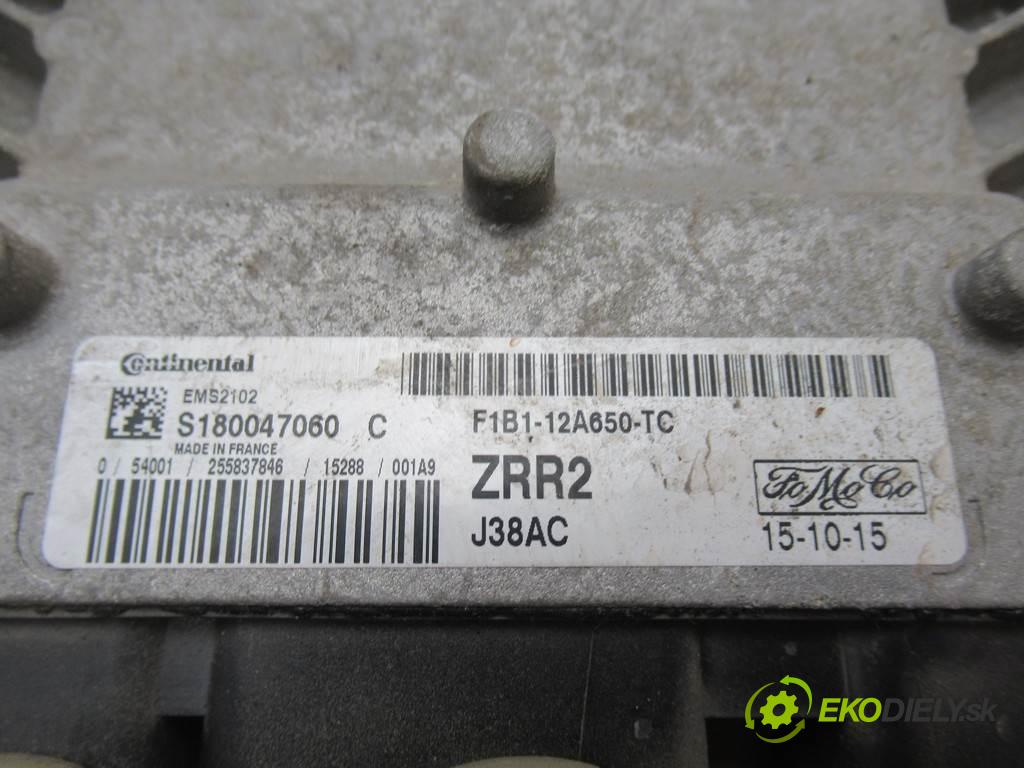 Continental
EMS2102
S180047060 C
MADE IN FRANCE
0 / 54001 / 255837846 / 15288 / 001A9
F1B1-12A650-TC
ZRR2
J38AC
FoMoCo
15-10-15
EKODIELY.sk